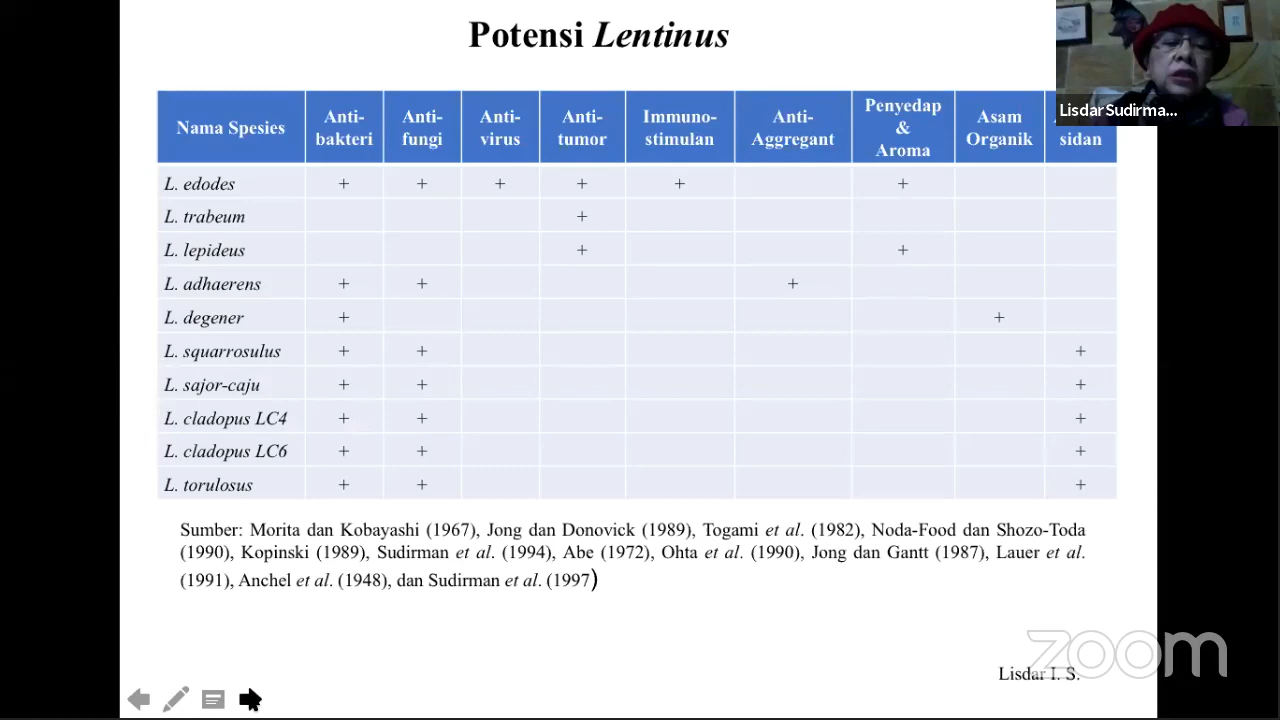 Potensi Lentinus
Lisdar Sudirma...
Nama Spesies Anti-bakteri Anti-fungi Anti-virus Anti-tumor Immuno-stimulan Anti-Aggregant Penyedap & Aroma Asam Organik sidan
L. edodes + + + + + +
L. trabeum +
L. lepideus + +
L. adhaerens + + +
L. degener + +
L. squarrosulus + + +
L. sajor-caju + + +
L. cladopus LC4 + + +
L. cladopus LC6 + + +
L. torulosus + + +
Sumber: Morita dan Kobayashi (1967), Jong dan Donovick (1989), Togami et al. (1982), Noda-Food dan Shozo-Toda
(1990), Kopinski (1989), Sudirman et al. (1994), Abe (1972), Ohta et al. (1990), Jong dan Gantt (1987), Lauer et al.
(1991), Anchel et al. (1948), dan Sudirman et al. (1997)
zoom
Lisdar I. S.